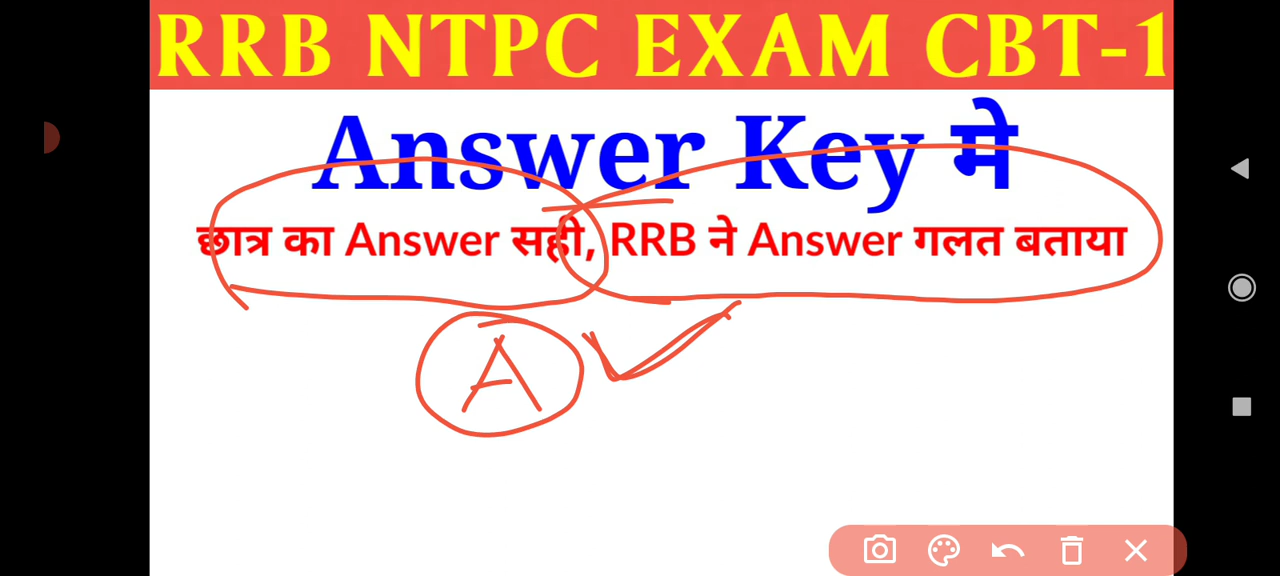 RRB NTPC EXAM CBT-1
Answer Key मे
छात्र का Answer सही, RRB ने Answer गलत बताया
A